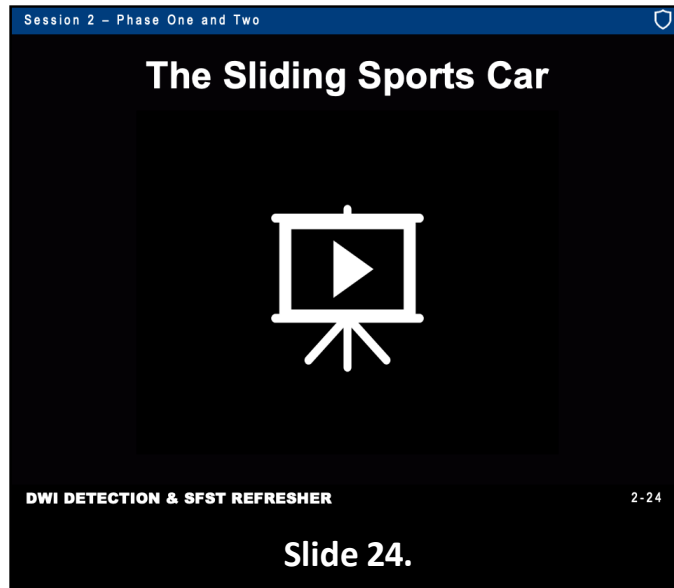 Session 2 – Phase One and Two
The Sliding Sports Car
DWI DETECTION & SFST REFRESHER 2-24
Slide 24.